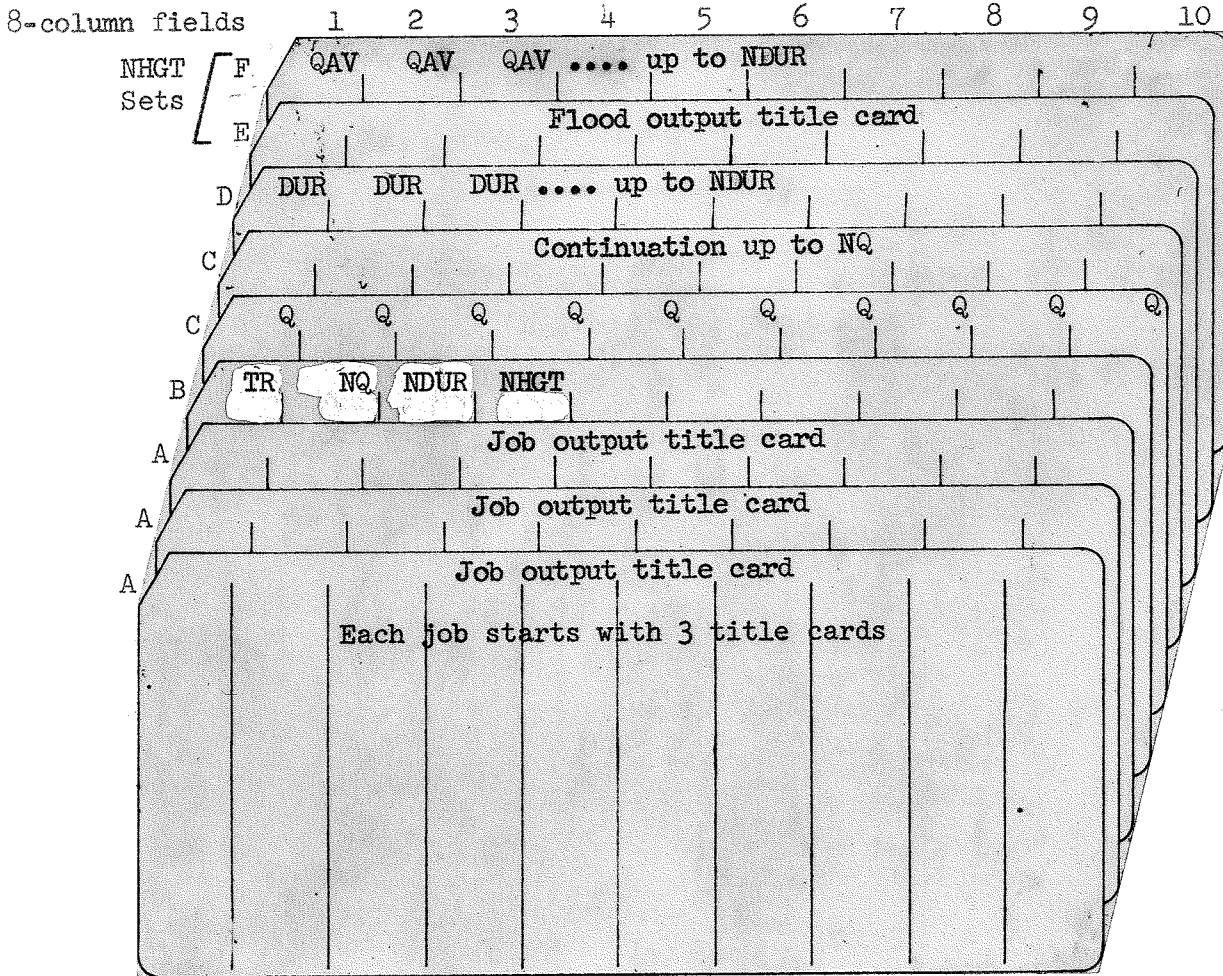 8-column fields 1 2 3 4 5 6 7 8 9 10
NHGT Sets F QAV QAV QAV .... up to NDUR
E Flood output title card
D DUR DUR DUR .... up to NDUR
C Continuation up to NQ
C Q Q Q Q Q Q Q Q Q Q
B TR NQ NDUR NHGT
A Job output title card
A Job output title card
A Job output title card
Each job starts with 3 title cards